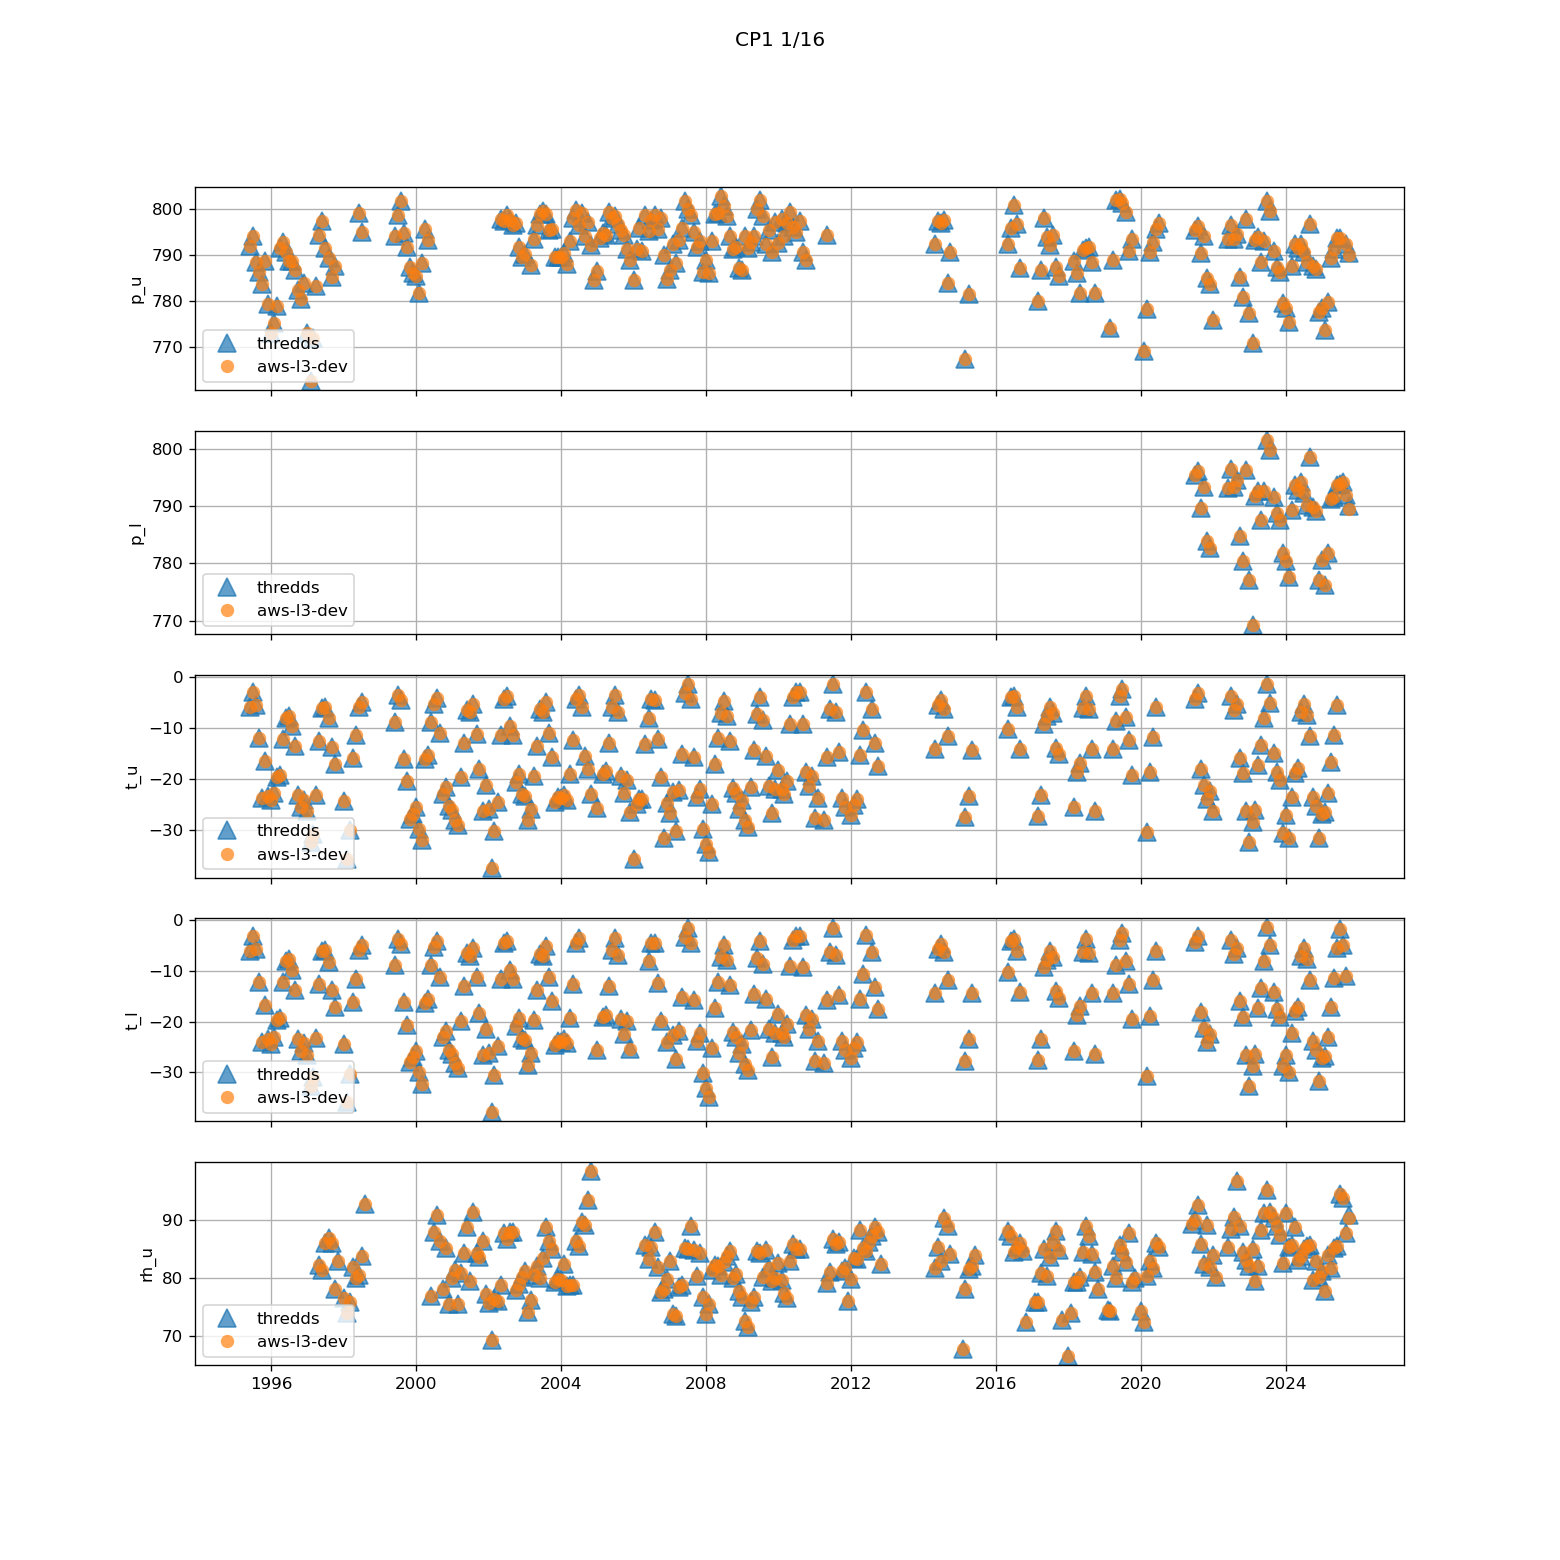 CP1 1/16
800
790
780
770
p_u
thredds
aws-l3-dev
800
790
780
770
p_l
thredds
aws-l3-dev
0
−10
−20
−30
t_u
thredds
aws-l3-dev
0
−10
−20
−30
t_l
thredds
aws-l3-dev
90
80
70
rh_u
thredds
aws-l3-dev
1996 2000 2004 2008 2012 2016 2020 2024